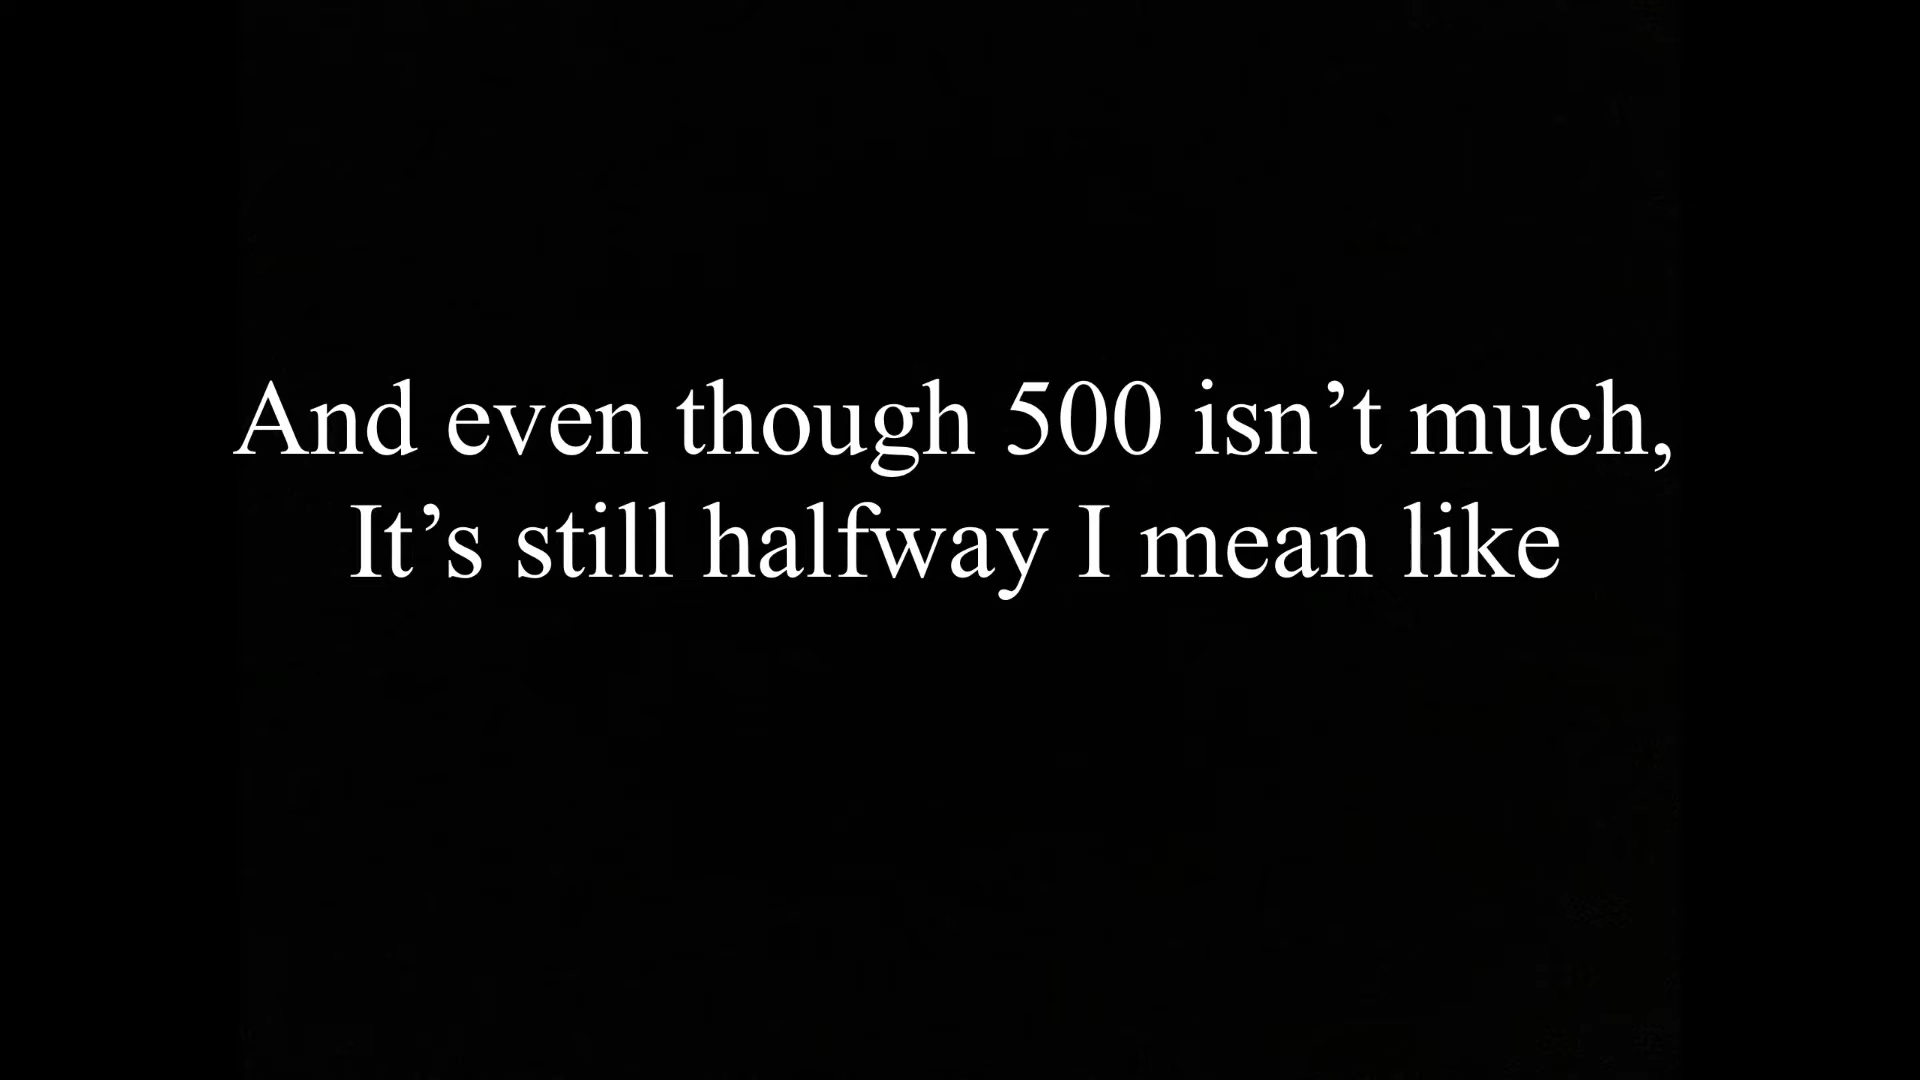 And even though 500 isn’t much,
It’s still halfway I mean like